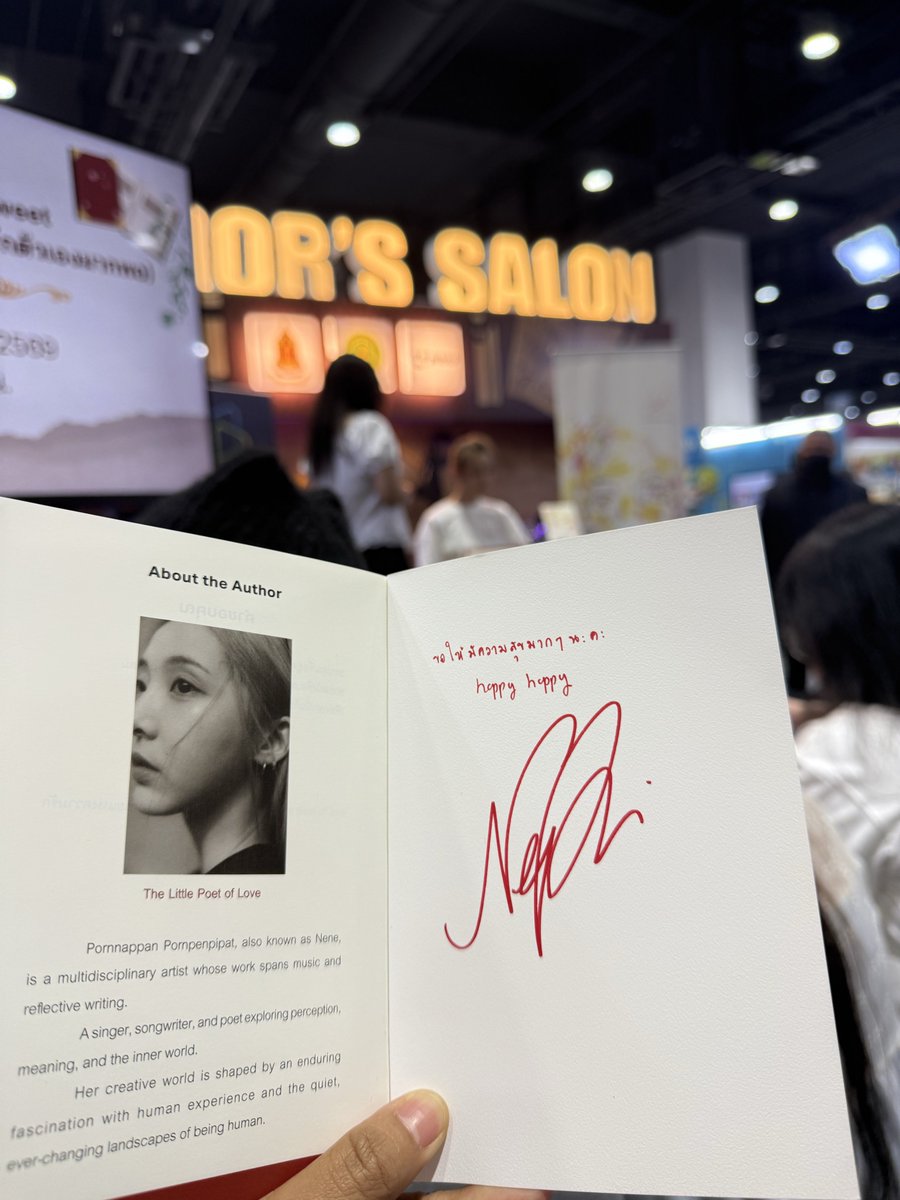 weet
2569
OR'S SALON
About the Author
The Little Poet of Love
Pornnappan Pornpenpipat, also known as Nene,
is a multidisciplinary artist whose work spans music and
reflective writing.
A singer, songwriter, and poet exploring perception,
meaning, and the inner world.
Her creative world is shaped by an enduring
fascination with human experience and the quiet,
ever-changing landscapes of being human.
ขอให้มีความสุขมากๆ นะคะ
happy happy